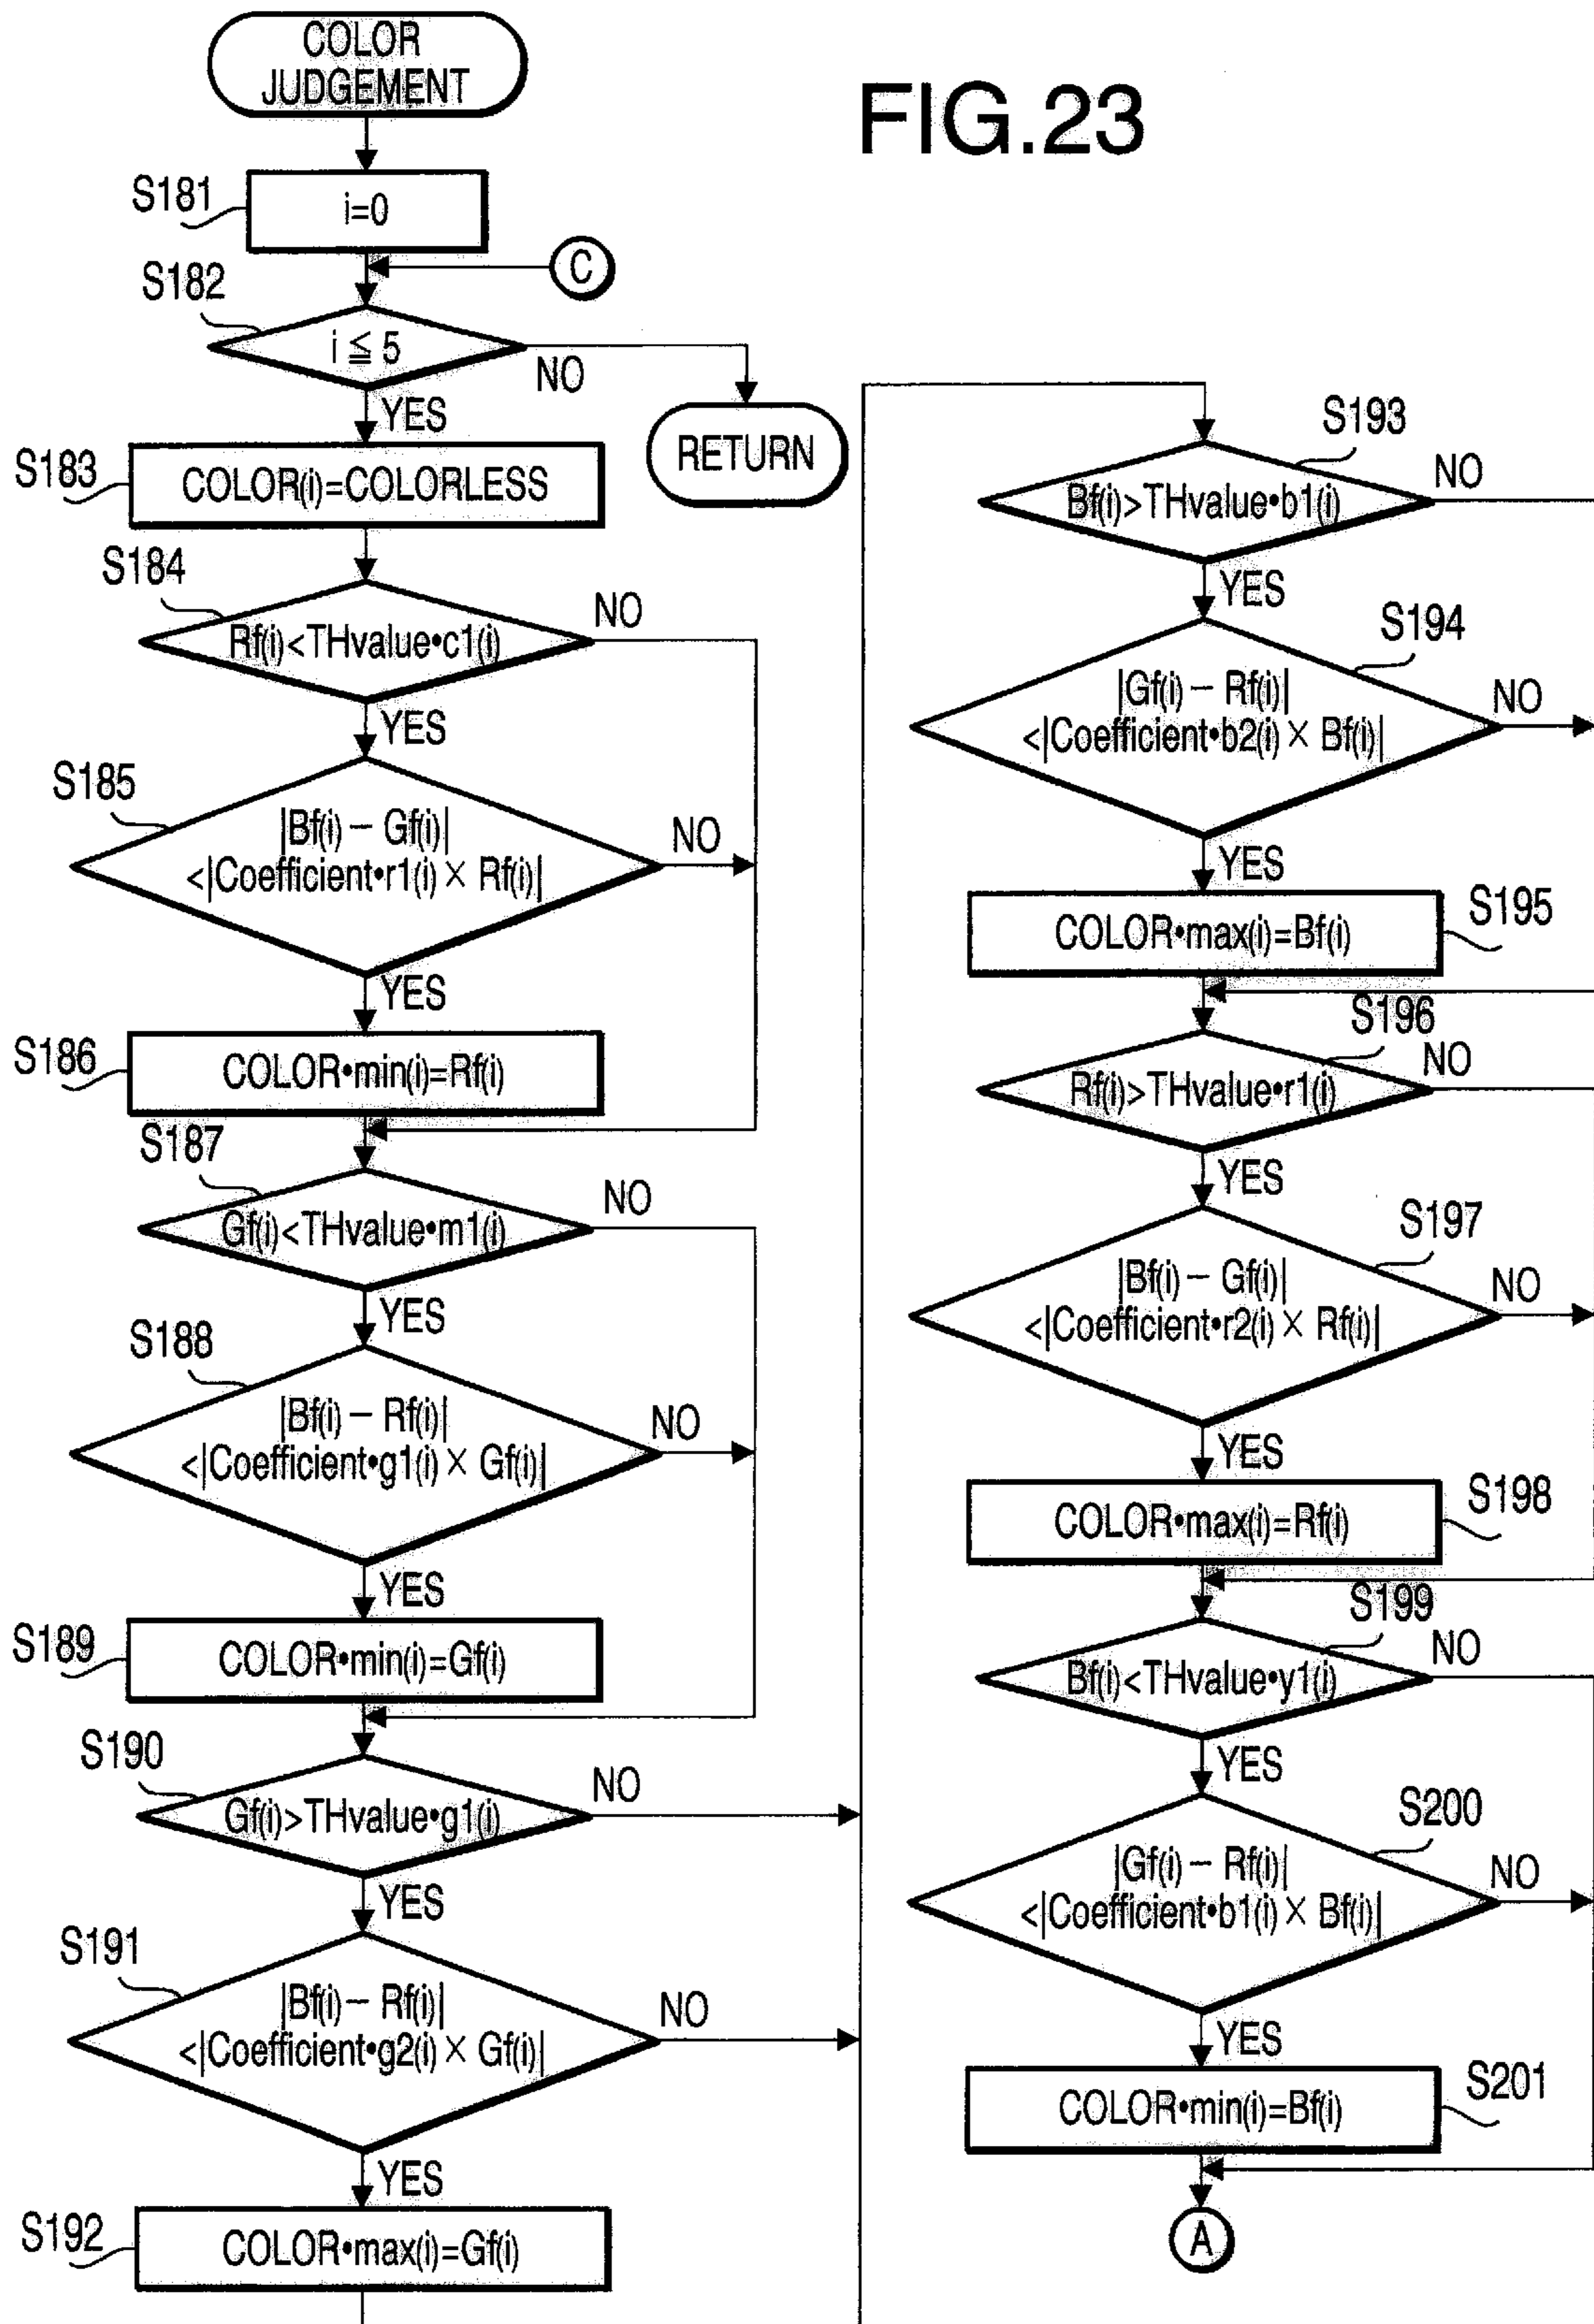 FIG.23
COLOR
JUDGEMENT
S181
i=0
C
S182
i ≦ 5
NO
YES
RETURN
S183
COLOR(i)=COLORLESS
S184
Rf(i)<THvalue•c1(i)
NO
YES
S185
|Bf(i) − Gf(i)|
<|Coefficient•r1(i) × Rf(i)|
NO
YES
S186
COLOR•min(i)=Rf(i)
S187
Gf(i)<THvalue•m1(i)
NO
YES
S188
|Bf(i) − Rf(i)|
<|Coefficient•g1(i) × Gf(i)|
NO
YES
S189
COLOR•min(i)=Gf(i)
S190
Gf(i)>THvalue•g1(i)
NO
YES
S191
|Bf(i) − Rf(i)|
<|Coefficient•g2(i) × Gf(i)|
NO
YES
S192
COLOR•max(i)=Gf(i)
S193
Bf(i)>THvalue•b1(i)
NO
YES
S194
|Gf(i) − Rf(i)|
<|Coefficient•b2(i) × Bf(i)|
NO
YES
S195
COLOR•max(i)=Bf(i)
S196
Rf(i)>THvalue•r1(i)
NO
YES
S197
|Bf(i) − Gf(i)|
<|Coefficient•r2(i) × Rf(i)|
NO
YES
S198
COLOR•max(i)=Rf(i)
S199
Bf(i)<THvalue•y1(i)
NO
YES
S200
|Gf(i) − Rf(i)|
<|Coefficient•b1(i) × Bf(i)|
NO
YES
S201
COLOR•min(i)=Bf(i)
A